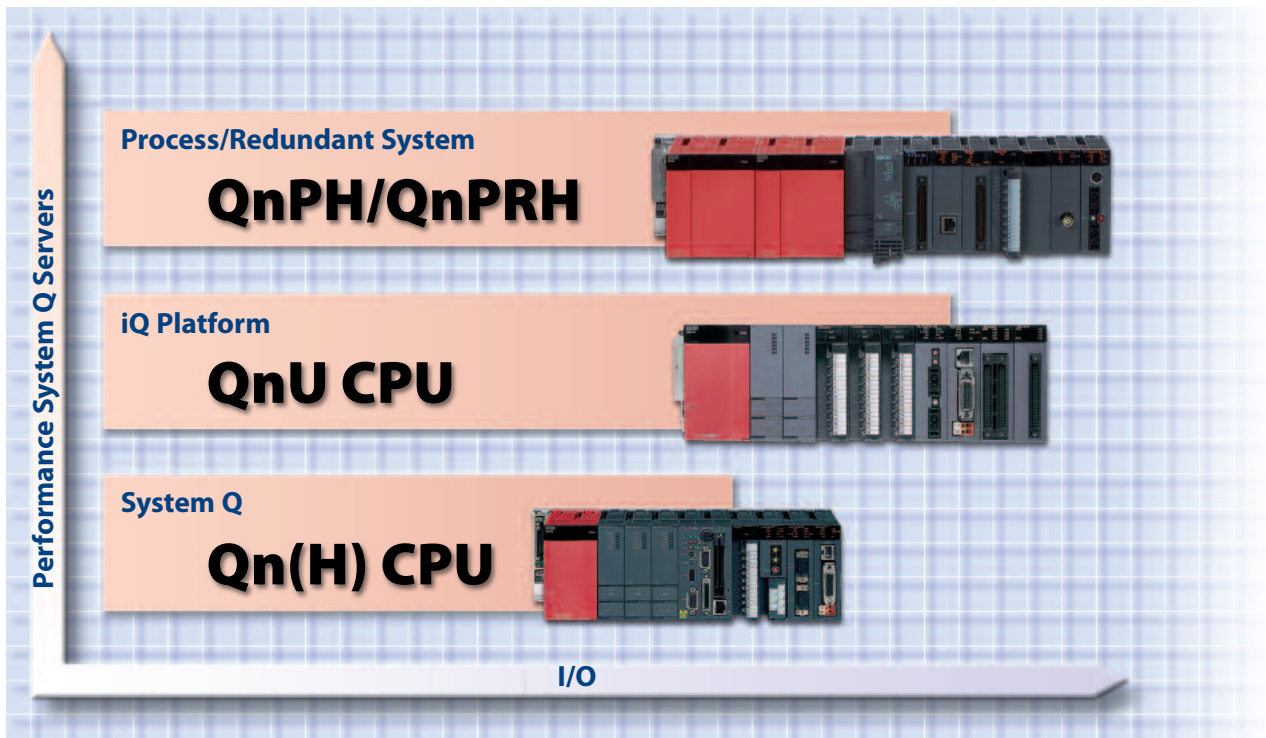 Performance System Q Servers
Process/Redundant System
QnPH/QnPRH
iQ Platform
QnU CPU
System Q
Qn(H) CPU
I/O